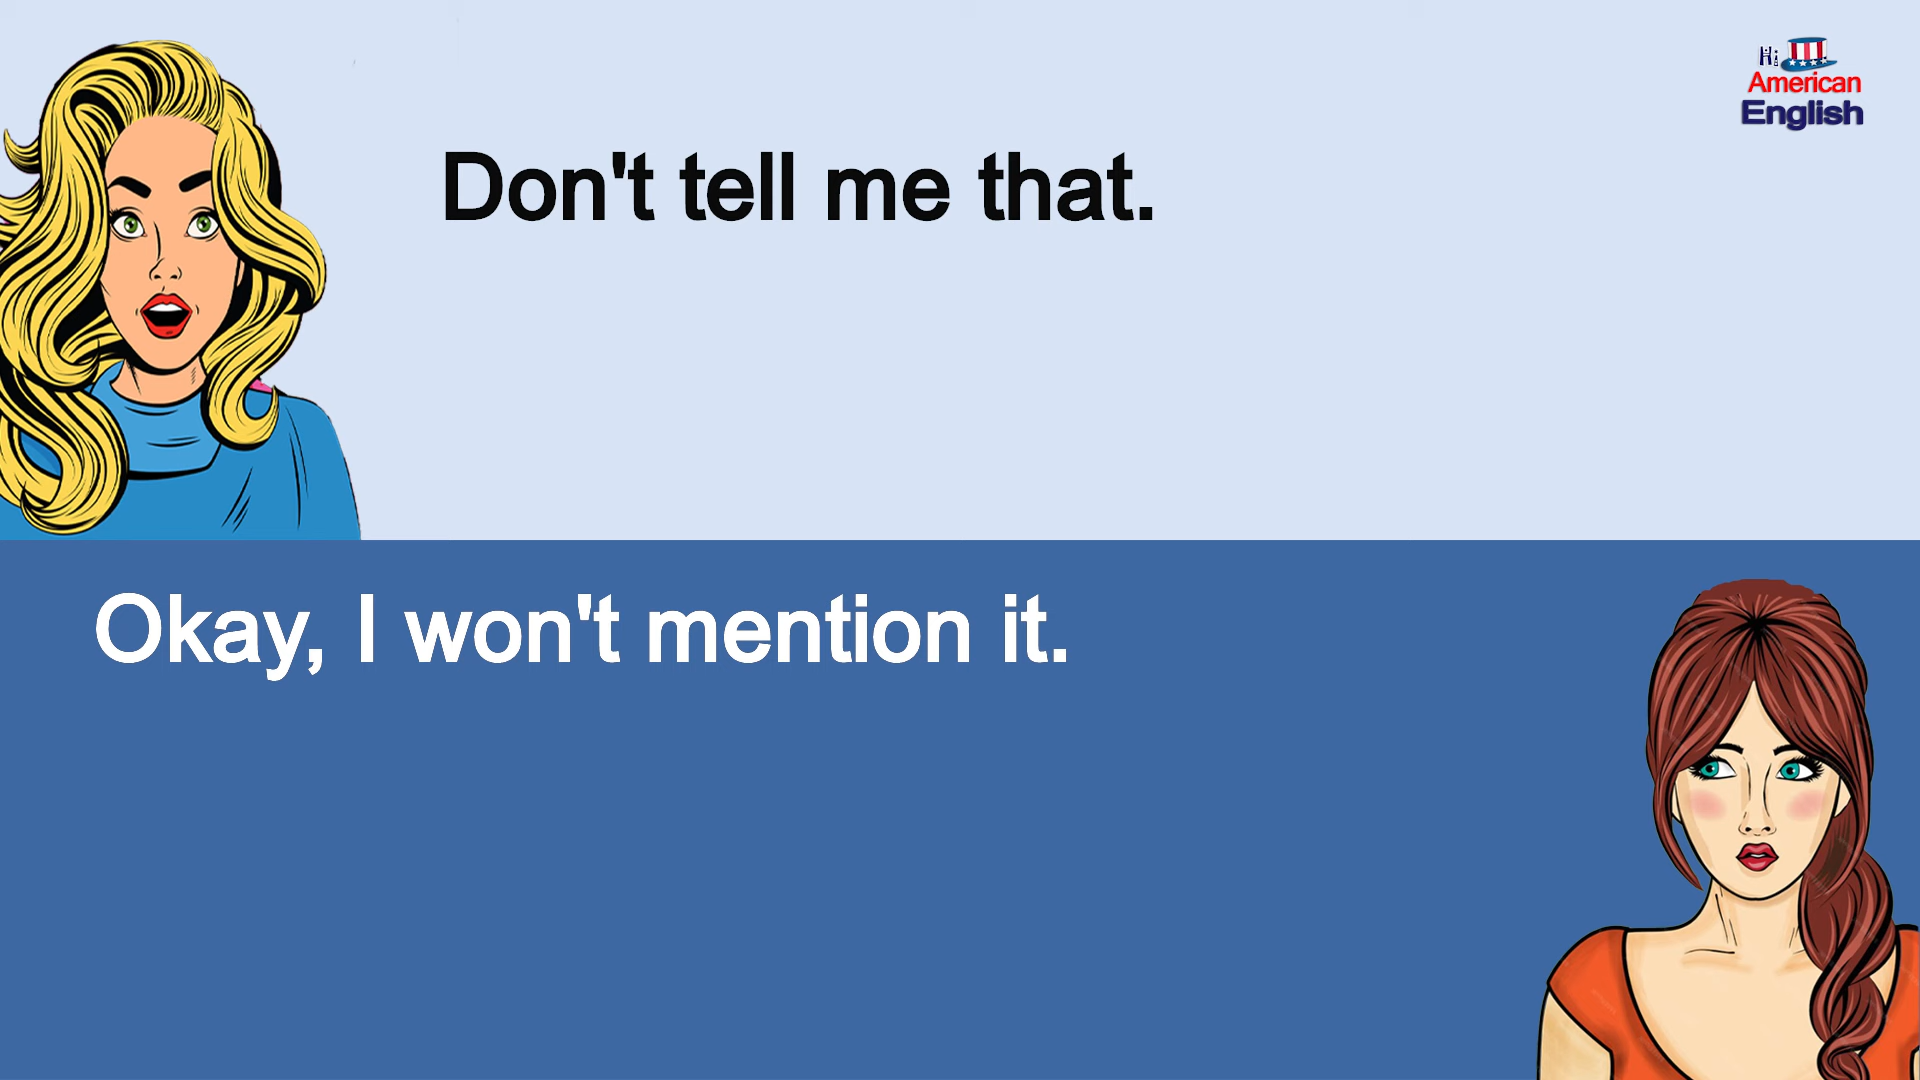 Hi
American
English
Don't tell me that.
Okay, I won't mention it.